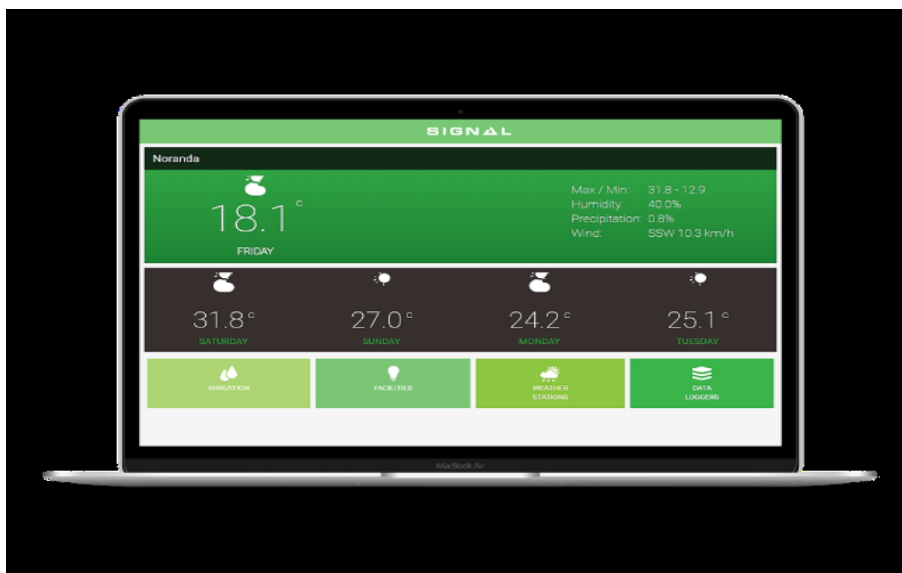 SIGNAL
Noranda
18.1 c
FRIDAY
Max / Min: 31.8 - 12.9
Humidity: 40.0%
Precipitation: 0.8%
Wind: SSW 10.3 km/h
31.8° c 27.0° c 24.2° c 25.1 c
SATURDAY SUNDAY MONDAY TUESDAY
IRRIGATION
FACILITIES
WEATHER
STATIONS
DATA
LOGGERS
MacBook Air